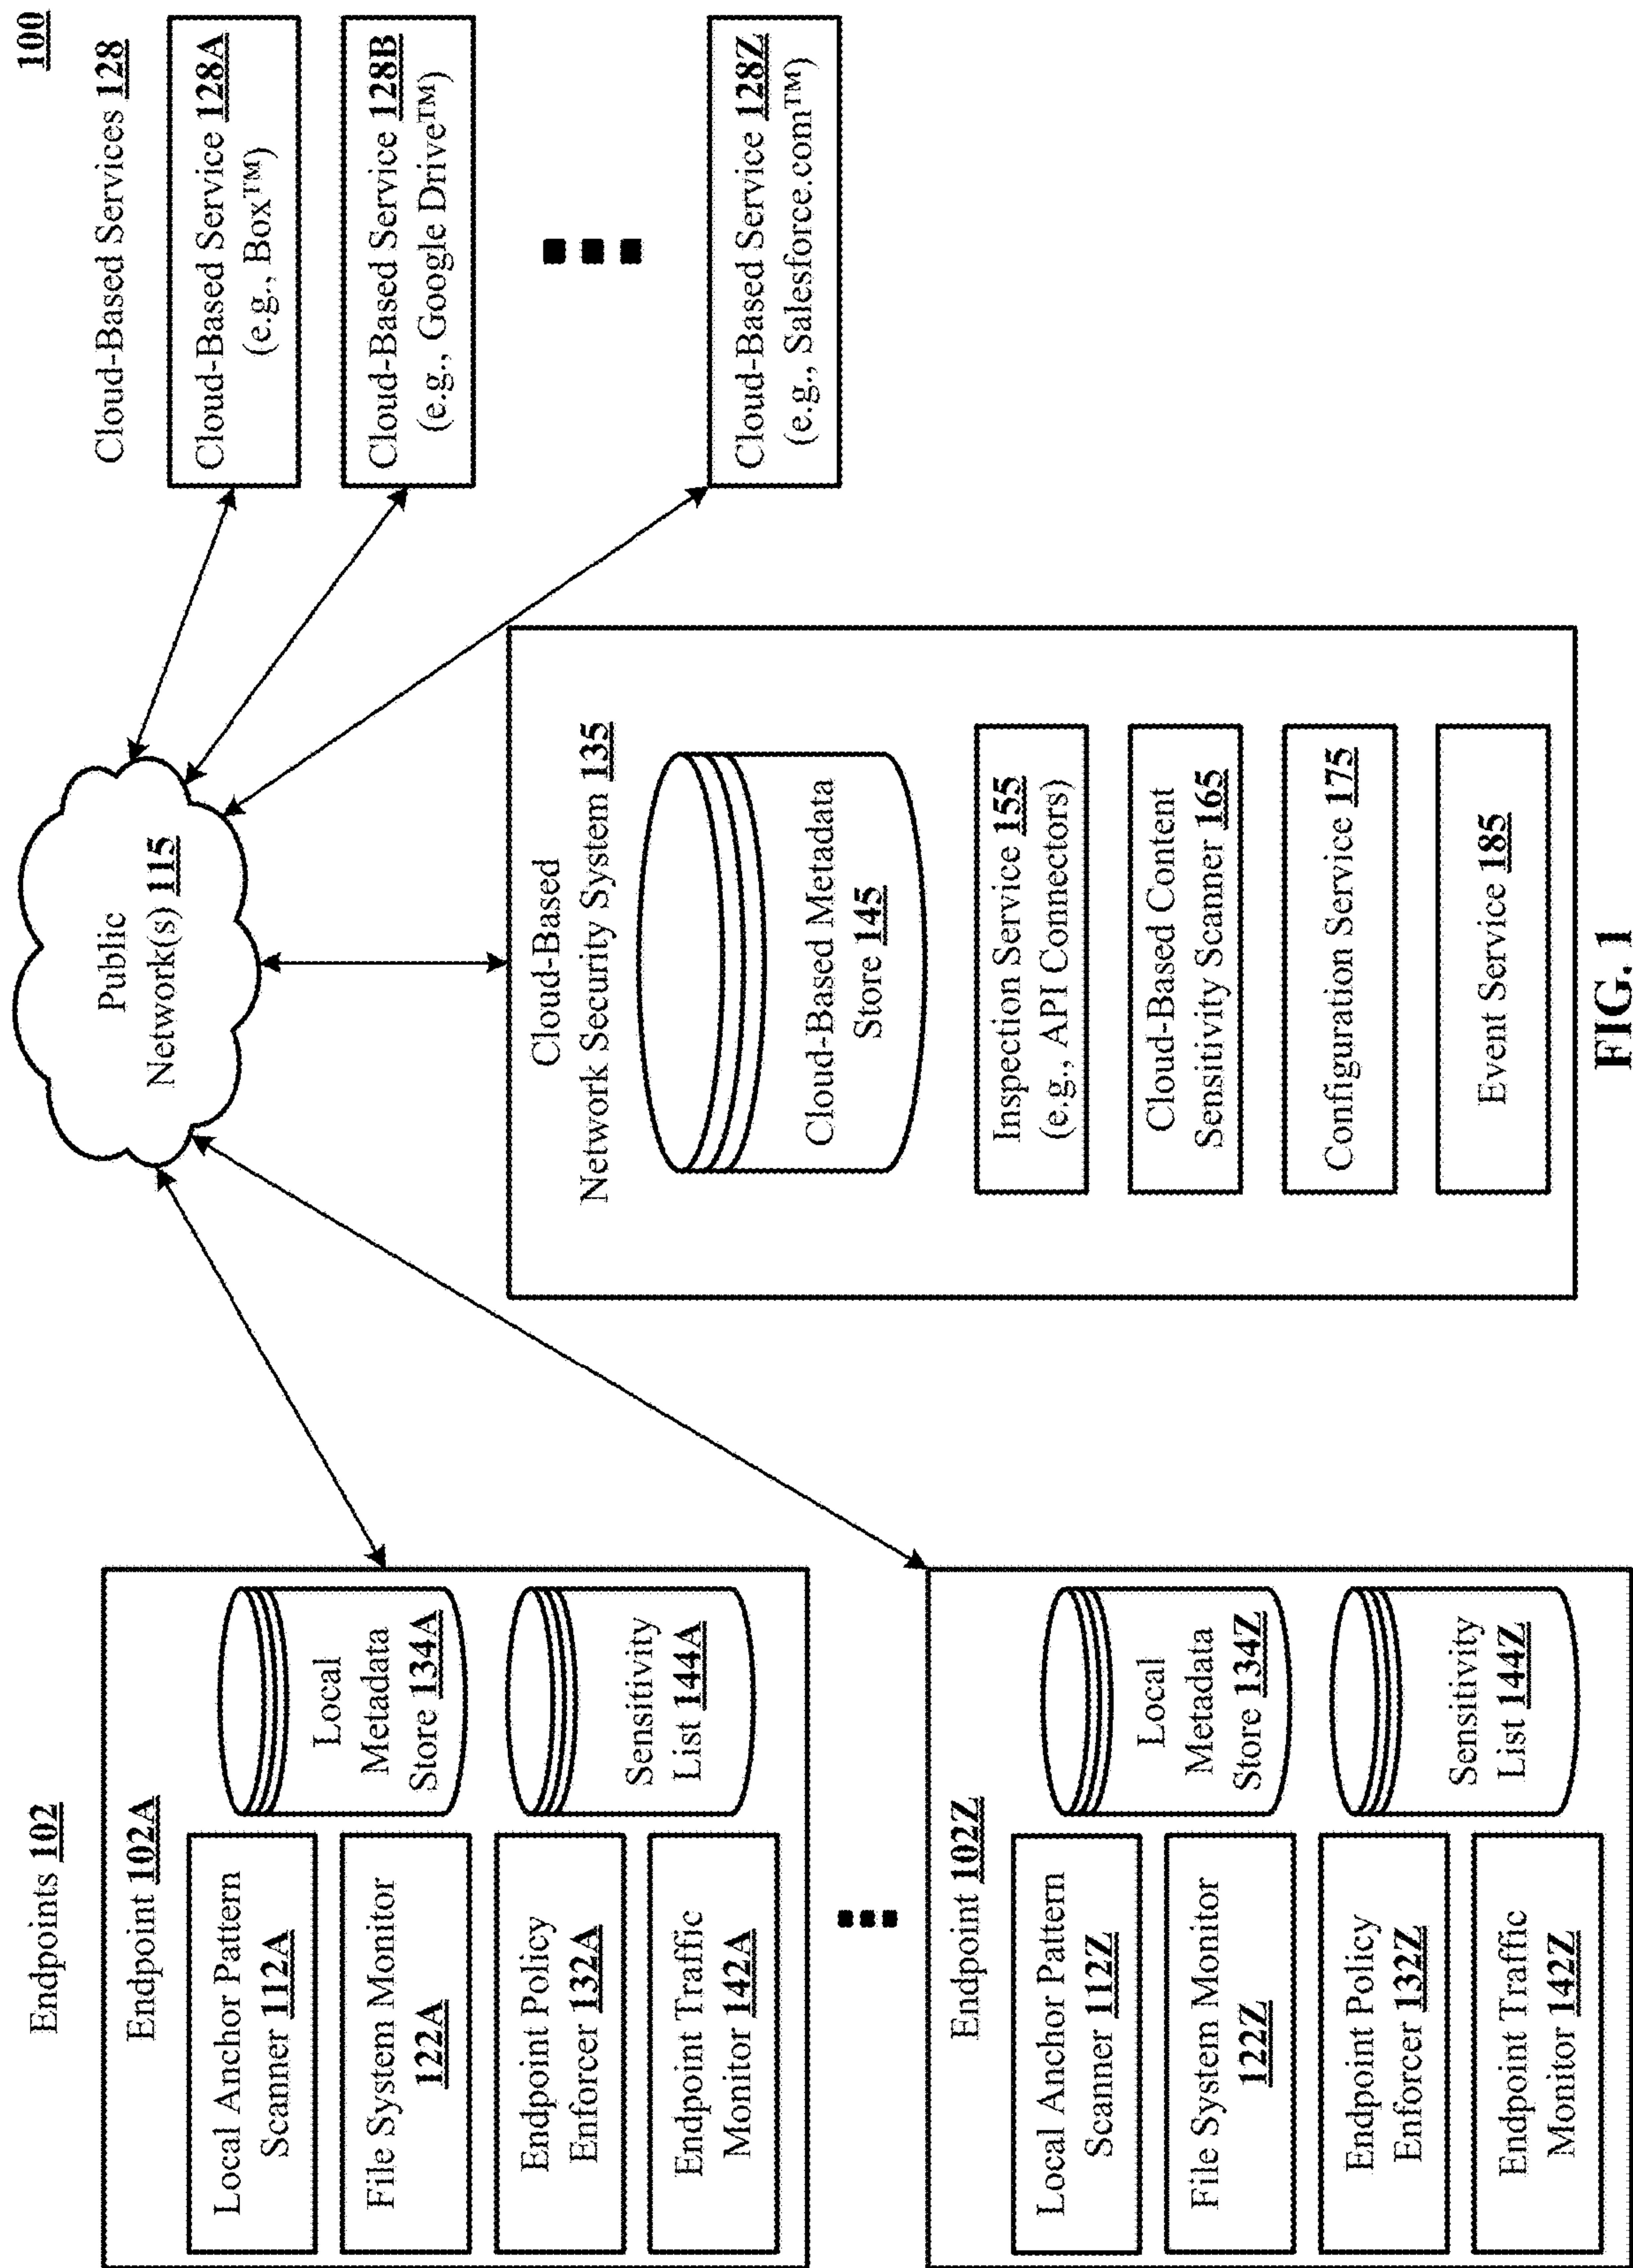 100
Endpoints 102
Endpoint 102A
Local Anchor Pattern
Scanner 112A
File System Monitor
122A
Endpoint Policy
Enforcer 132A
Endpoint Traffic
Monitor 142A
Local
Metadata
Store 134A
Sensitivity
List 144A
Endpoint 102Z
Local Anchor Pattern
Scanner 112Z
File System Monitor
122Z
Endpoint Policy
Enforcer 132Z
Endpoint Traffic
Monitor 142Z
Local
Metadata
Store 134Z
Sensitivity
List 144Z
Public
Network(s) 115
Cloud-Based
Network Security System 135
Cloud-Based Metadata
Store 145
Inspection Service 155
(e.g., API Connectors)
Cloud-Based Content
Sensitivity Scanner 165
Configuration Service 175
Event Service 185
Cloud-Based Services 128
Cloud-Based Service 128A
(e.g., Box™)
Cloud-Based Service 128B
(e.g., Google Drive™)
Cloud-Based Service 128Z
(e.g., Salesforce.com™)
FIG. 1